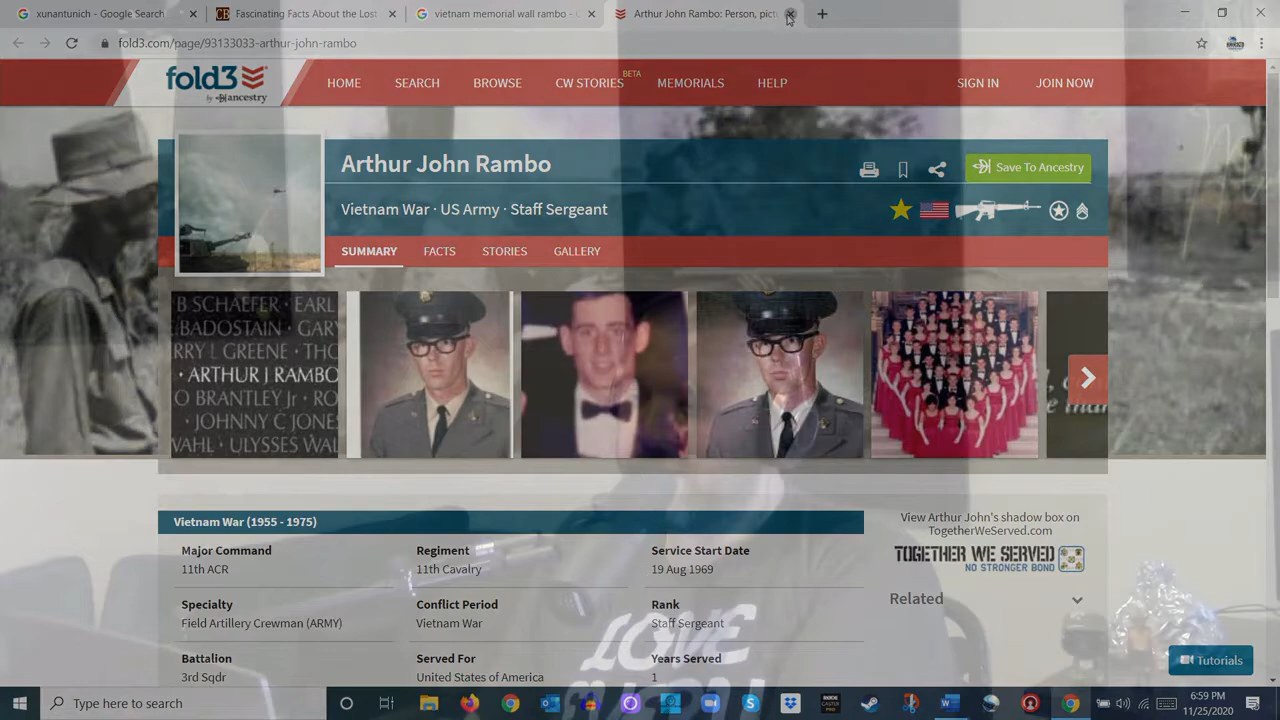 xunantunich - Google Search
Fascinating Facts About the Lost
vietnam memorial wall rambo - G
Arthur John Rambo: Person, pict
fold3.com/page/93133033-arthur-john-rambo
fold3
by ancestry
HOME
SEARCH
BROWSE
CW STORIES BETA
MEMORIALS
HELP
SIGN IN
JOIN NOW
Arthur John Rambo
Save To Ancestry
Vietnam War · US Army · Staff Sergeant
SUMMARY
FACTS
STORIES
GALLERY
B SCHAEFER · EARL
BADOSTAIN · GARY
RRY L GREENE · THO
· ARTHUR J RAMBO
O BRANTLEY Jr · RO
· JOHNNY C JONES
WAHL · ULYSSES WAL
Vietnam War (1955 - 1975)
Major Command
Regiment
Service Start Date
11th ACR
11th Cavalry
19 Aug 1969
Specialty
Conflict Period
Rank
Field Artillery Crewman (ARMY)
Vietnam War
Staff Sergeant
Battalion
Served For
Years Served
3rd Sqdr
United States of America
1
View Arthur John's shadow box on
TogetherWeServed.com
TOGETHER WE SERVED
NO STRONGER BOND
Related
Tutorials
LOVE
Type here to search
6:59 PM
11/25/2020